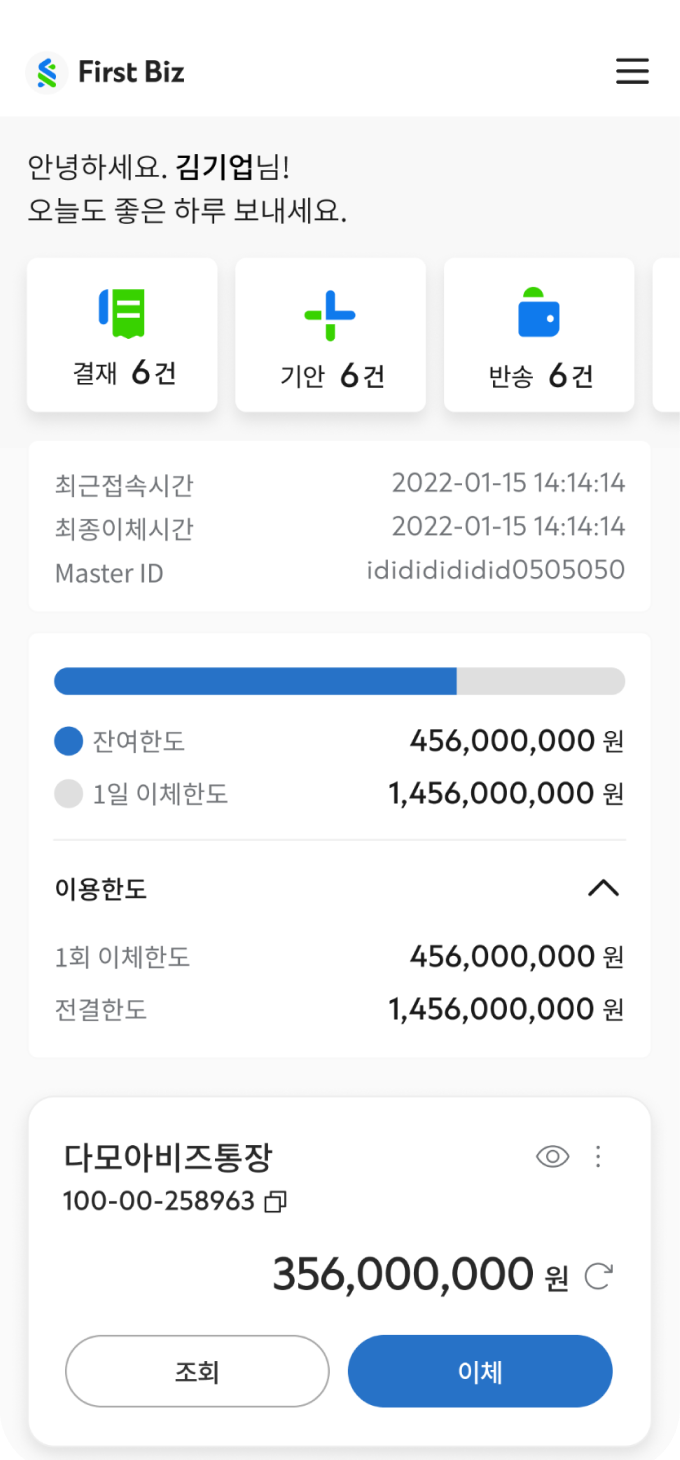 First Biz
안녕하세요. 김기업님!
오늘도 좋은 하루 보내세요.
결재 6건
기안 6건
반송 6건
최근접속시간 2022-01-15 14:14:14
최종이체시간 2022-01-15 14:14:14
Master ID idididididid0505050
잔여한도 456,000,000 원
1일 이체한도 1,456,000,000 원
이용한도
1회 이체한도 456,000,000 원
전결한도 1,456,000,000 원
다모아비즈통장
100-00-258963
356,000,000 원
조회
이체